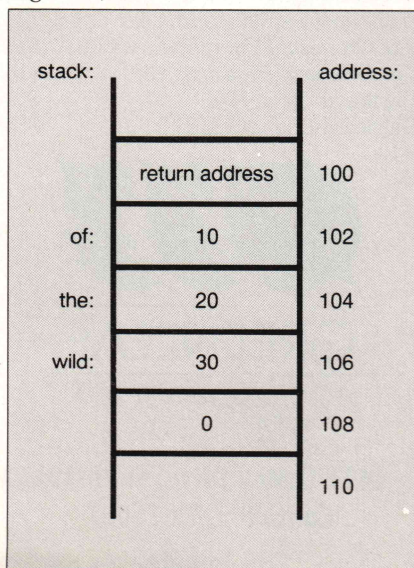 stack: address:
return address 100
of: 10 102
the: 20 104
wild: 30 106
0 108
110